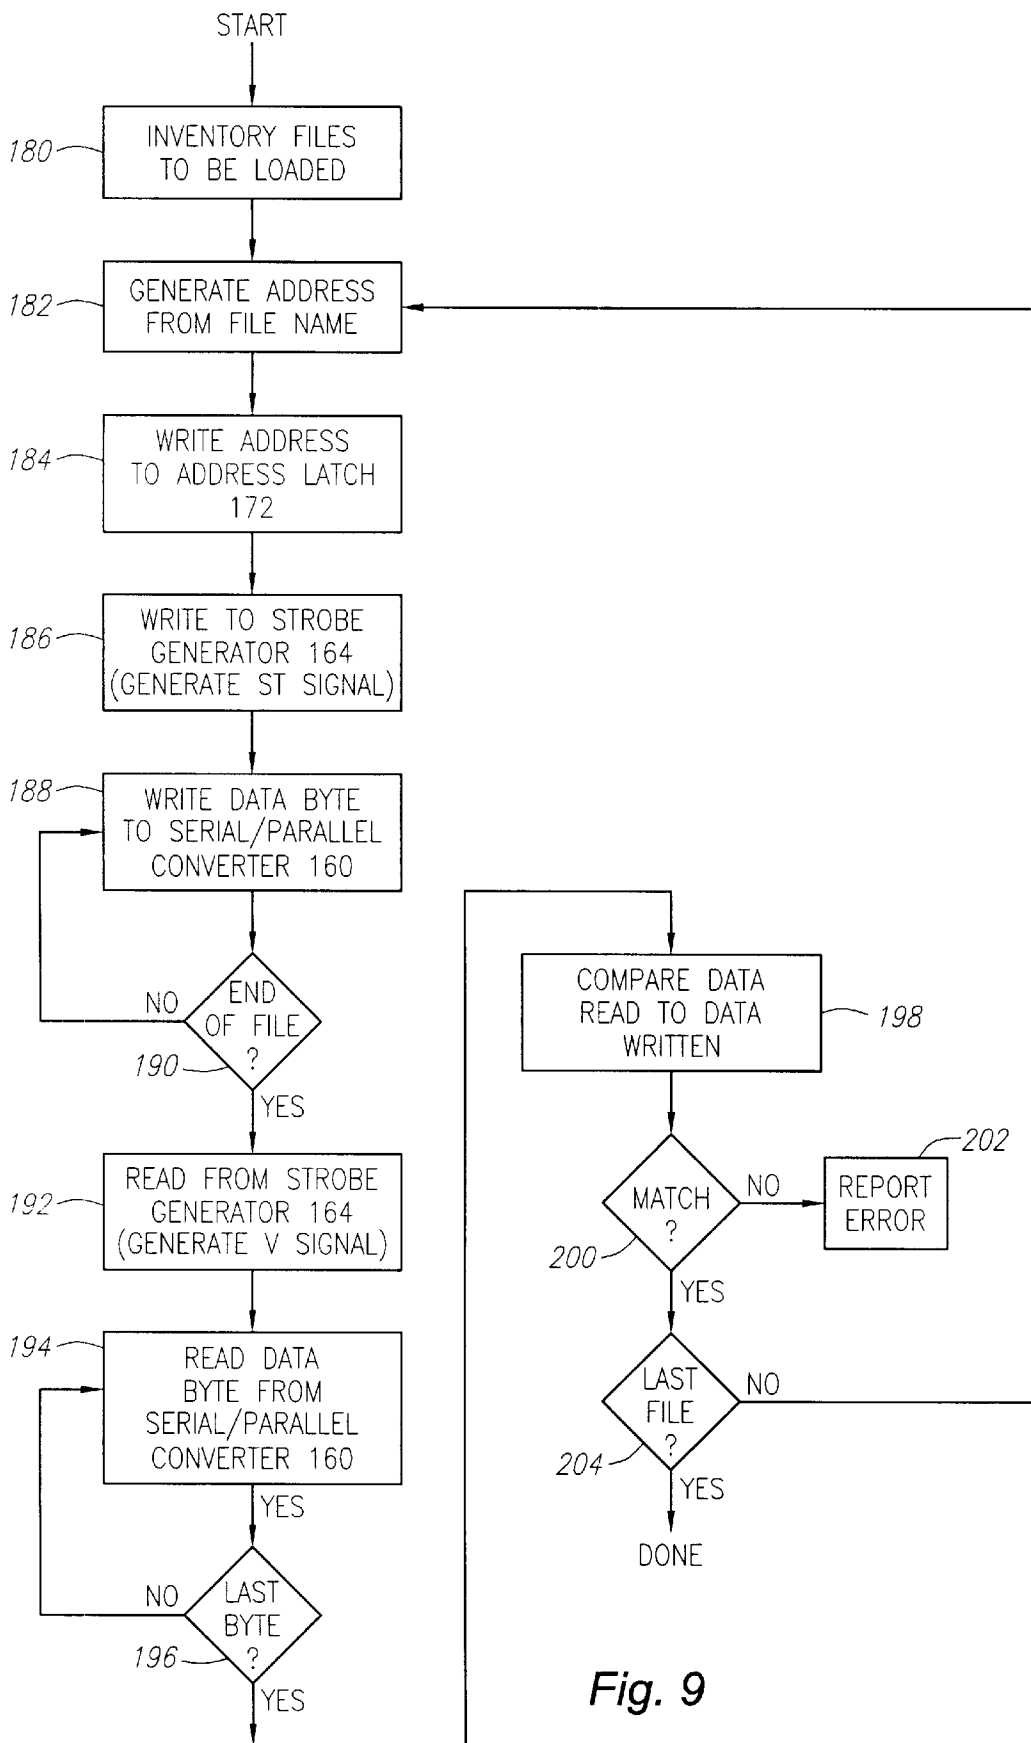 START
180
INVENTORY FILES
TO BE LOADED
182
GENERATE ADDRESS
FROM FILE NAME
184
WRITE ADDRESS
TO ADDRESS LATCH
172
186
WRITE TO STROBE
GENERATOR 164
(GENERATE ST SIGNAL)
188
WRITE DATA BYTE
TO SERIAL/PARALLEL
CONVERTER 160
NO
END
OF FILE
?
190
YES
192
READ FROM STROBE
GENERATOR 164
(GENERATE V SIGNAL)
194
READ DATA
BYTE FROM
SERIAL/PARALLEL
CONVERTER 160
YES
NO
LAST
BYTE
?
196
YES
COMPARE DATA
READ TO DATA
WRITTEN
198
MATCH
?
200
NO
202
REPORT
ERROR
YES
LAST
FILE
?
204
NO
YES
DONE
Fig. 9